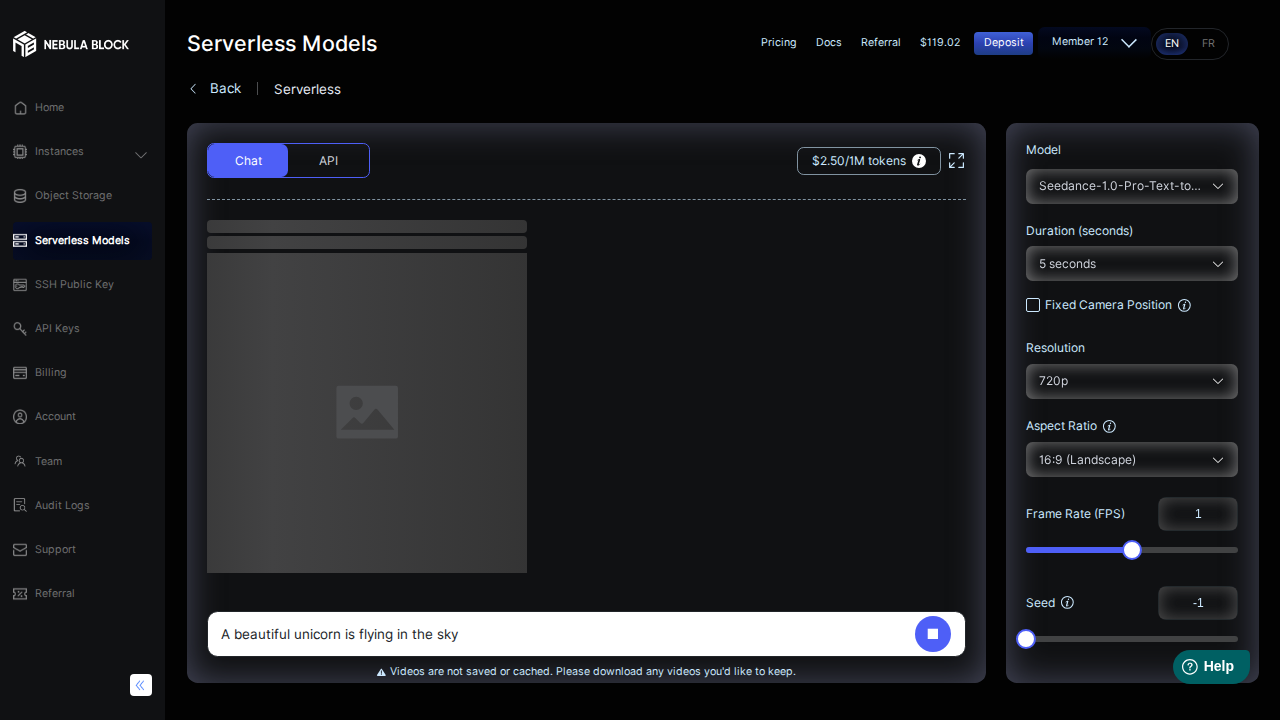 NEBULA BLOCK
Serverless Models
Pricing
Docs
Referral
$119.02
Deposit
Member 12
EN
FR
Back
Serverless
Home
Instances
Object Storage
Serverless Models
SSH Public Key
API Keys
Billing
Account
Team
Audit Logs
Support
Referral
Chat
API
$2.50/1M tokens
A beautiful unicorn is flying in the sky
Videos are not saved or cached. Please download any videos you'd like to keep.
Model
Seedance-1.0-Pro-Text-to...
Duration (seconds)
5 seconds
Fixed Camera Position
Resolution
720p
Aspect Ratio
16:9 (Landscape)
Frame Rate (FPS)
1
Seed
-1
Help